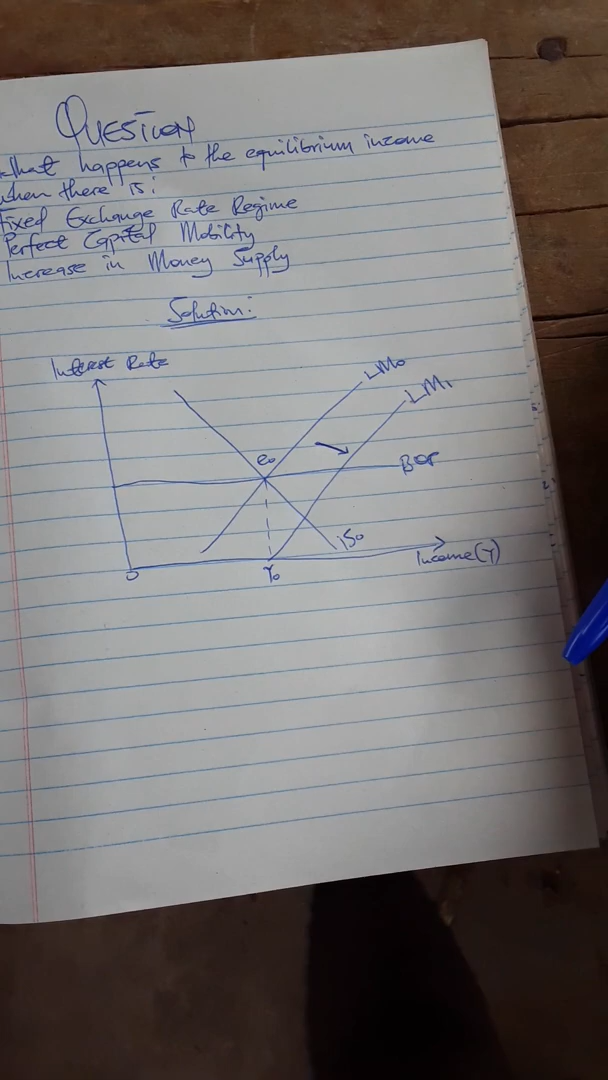 QUESTION
what happens to the equilibrium income
when there is:
Fixed Exchange Rate Regime
Perfect Capital Mobility
Increase in Money Supply
Solution:
Interest Rate
LM₀
LM₁
e₀
BOP
IS₀
Income(Y)
O
Y₀